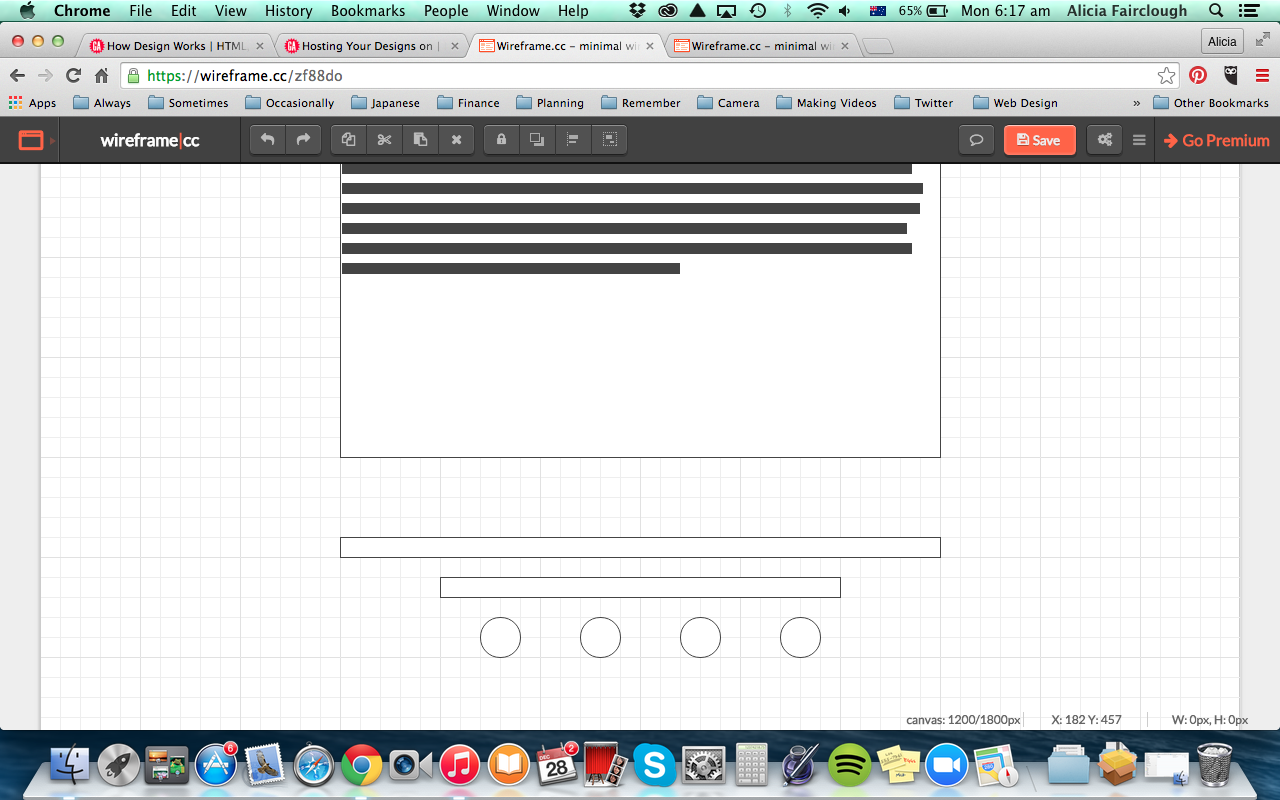 Chrome File Edit View History Bookmarks People Window Help 65% Mon 6:17 am Alicia Fairclough
How Design Works | HTML, Hosting Your Designs on | Wireframe.cc – minimal wi Wireframe.cc – minimal wi Alicia
https://wireframe.cc/zf88do
Apps Always Sometimes Occasionally Japanese Finance Planning Remember Camera Making Videos Twitter Web Design » Other Bookmarks
wireframe|cc Save Go Premium
canvas: 1200/1800px X: 182 Y: 457 W: 0px, H: 0px
6
DEC 2
28